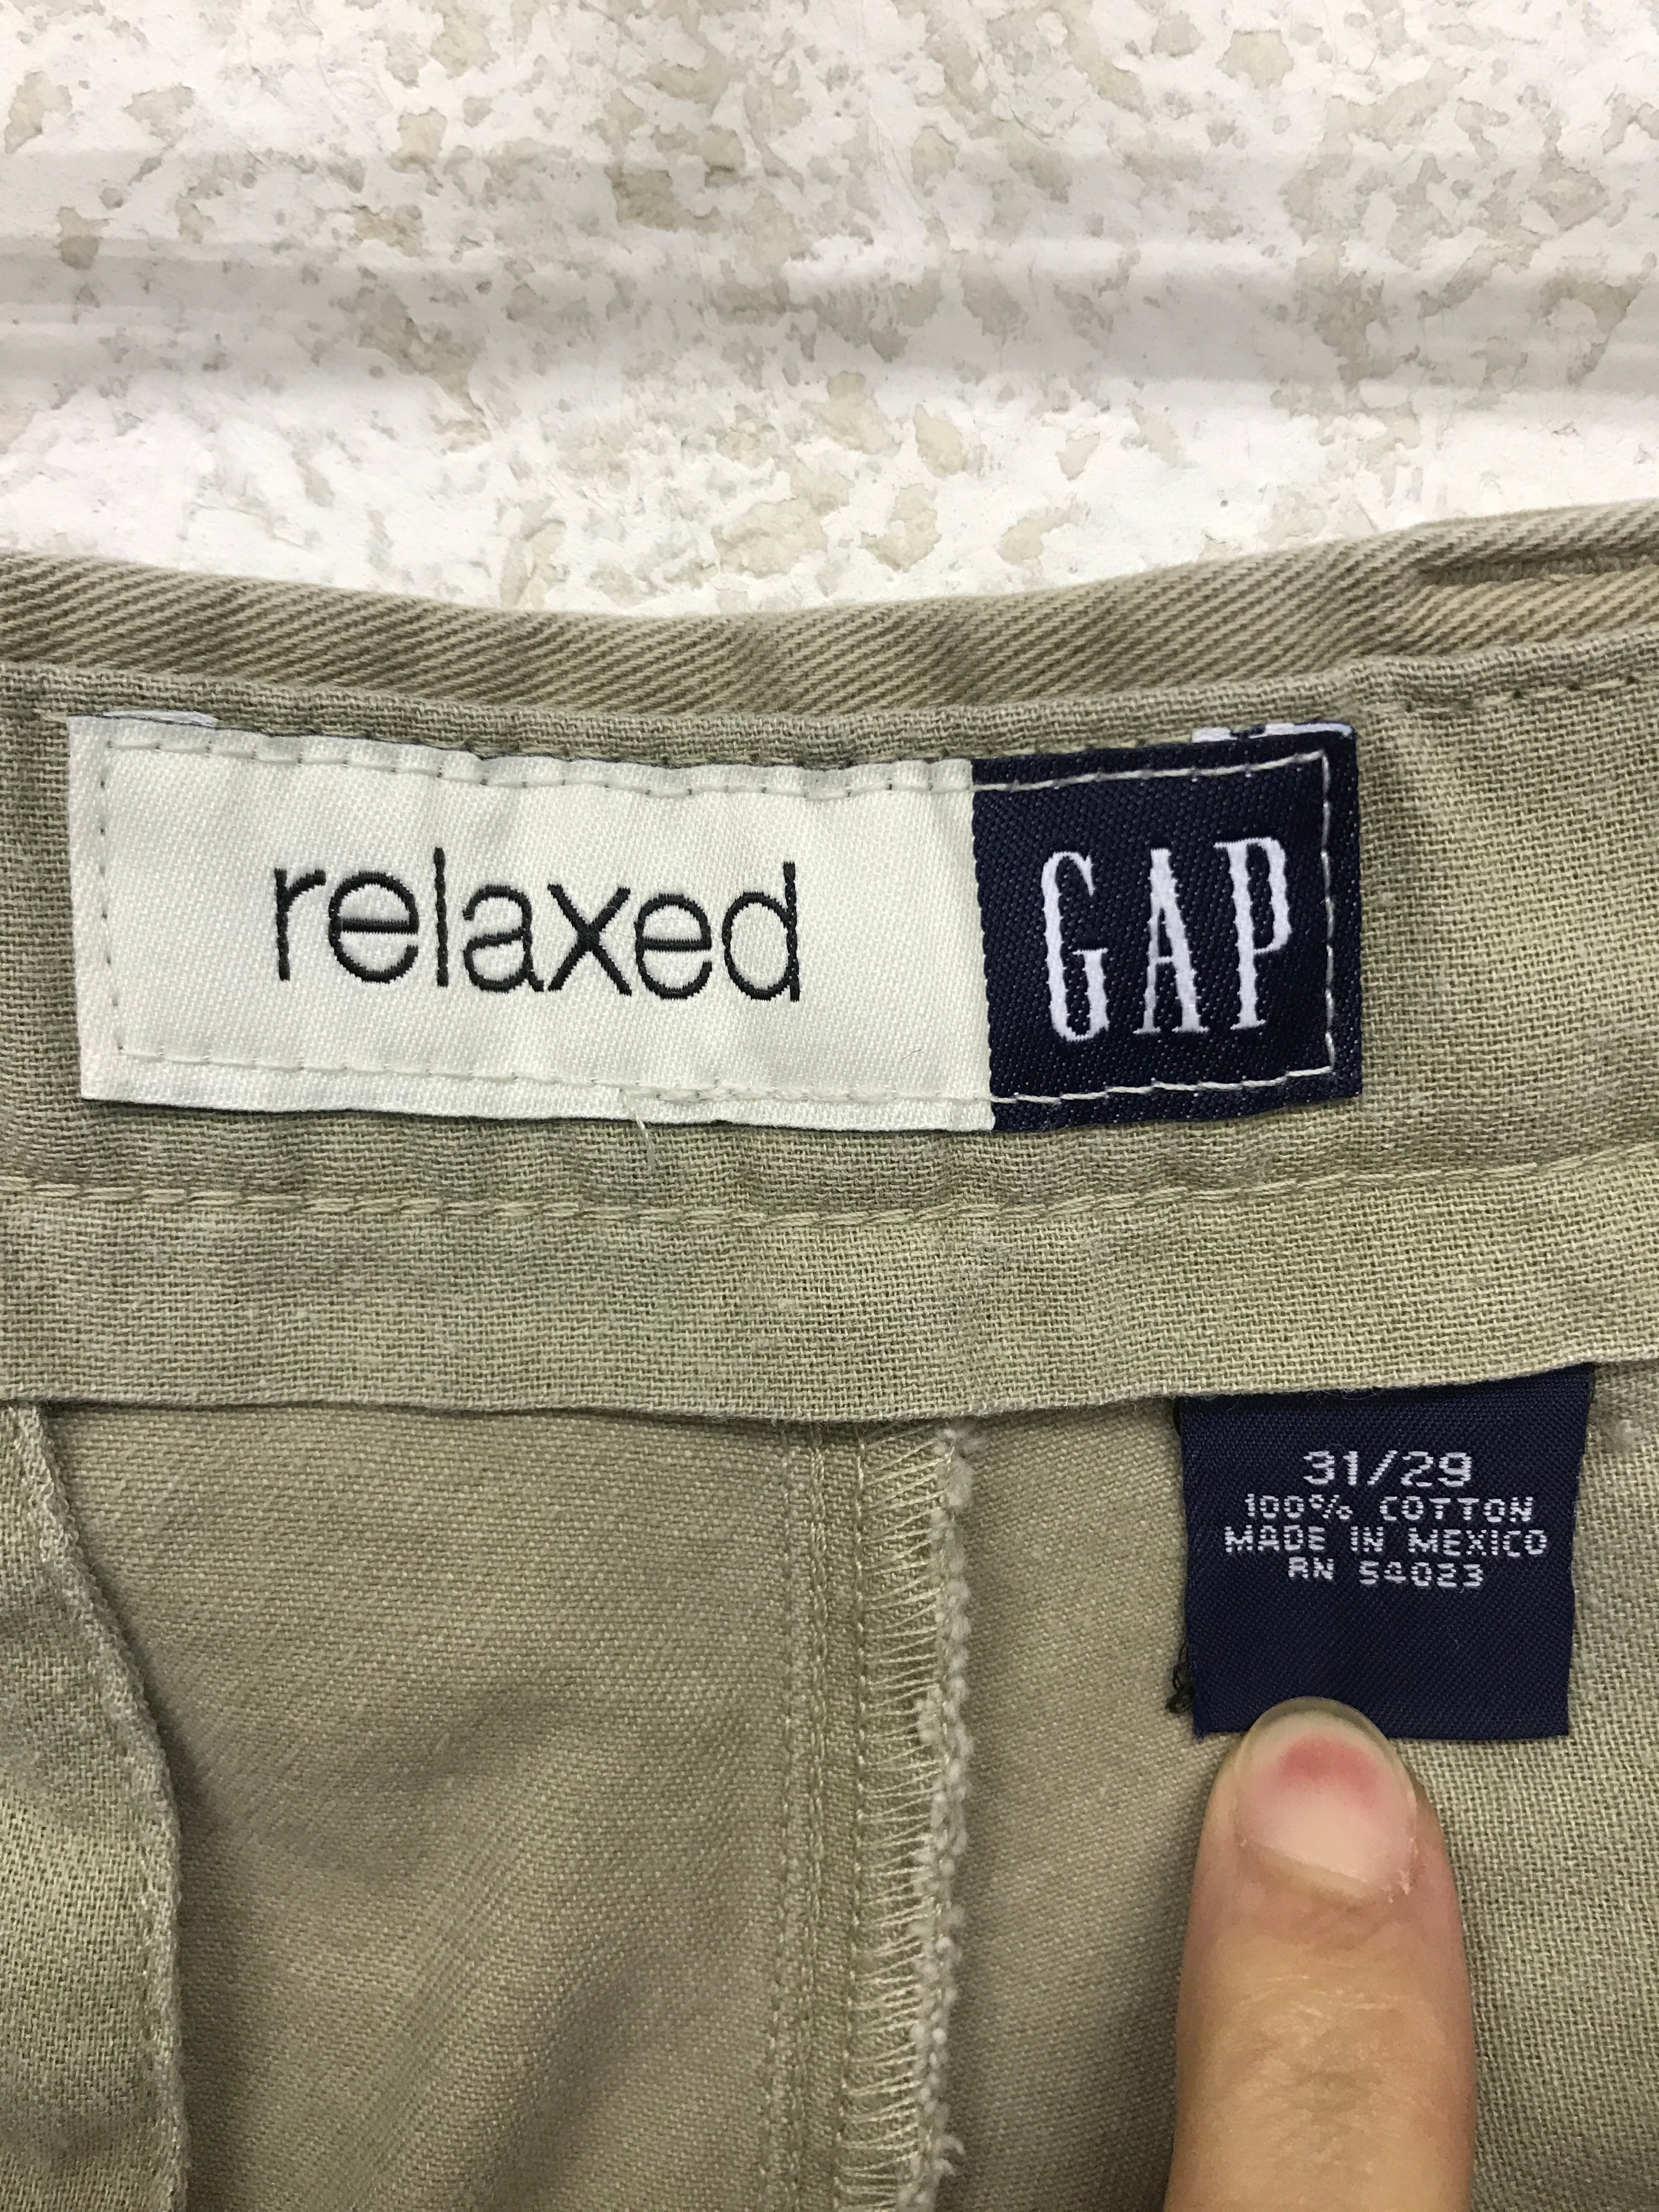 relaxed GAP
31/29
100% COTTON
MADE IN MEXICO
RN 54023